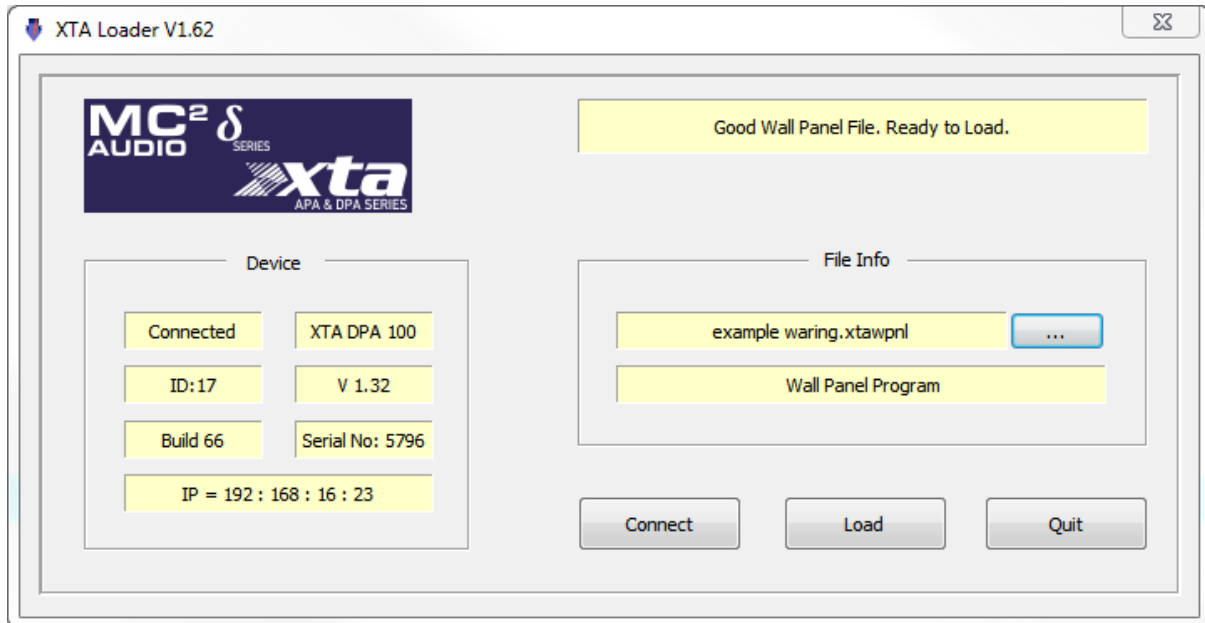 XTA Loader V1.62
MC² δ
AUDIO SERIES
xta
APA & DPA SERIES
Good Wall Panel File. Ready to Load.
Device
Connected XTA DPA 100
ID:17 V 1.32
Build 66 Serial No: 5796
IP = 192 : 168 : 16 : 23
File Info
example waring.xtawpnl ...
Wall Panel Program
Connect Load Quit